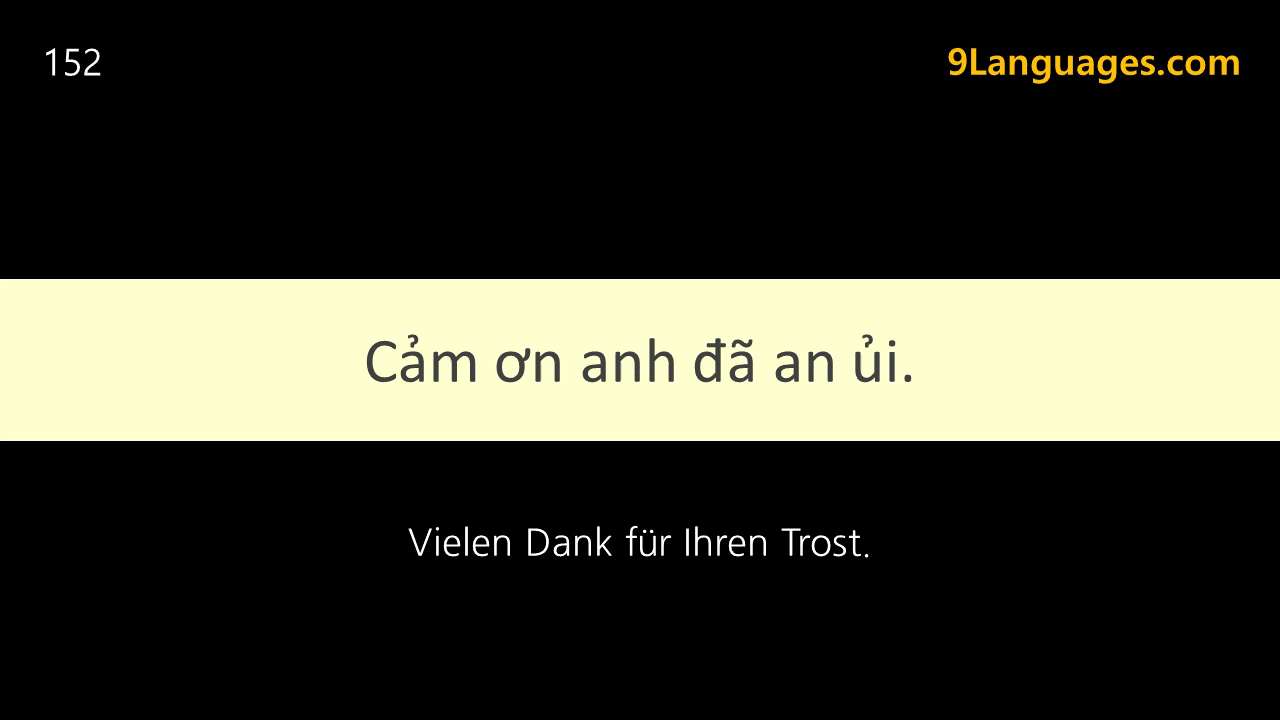 152
9Languages.com
Cảm ơn anh đã an ủi.
Vielen Dank für Ihren Trost.